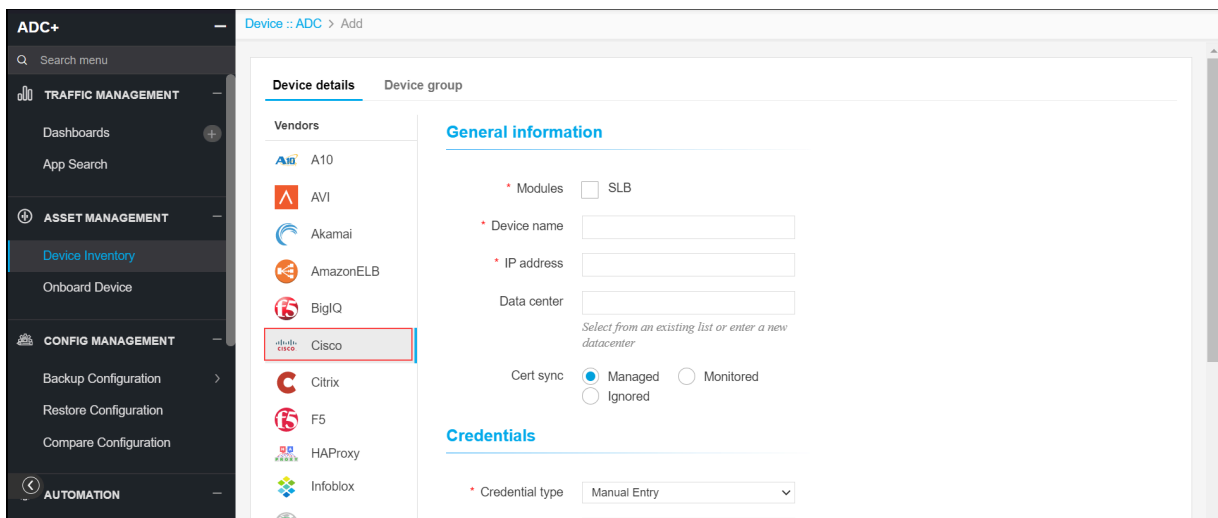 ADC+
Device :: ADC > Add
Search menu
TRAFFIC MANAGEMENT
Dashboards
App Search
ASSET MANAGEMENT
Device Inventory
Onboard Device
CONFIG MANAGEMENT
Backup Configuration
Restore Configuration
Compare Configuration
AUTOMATION
Device details
Device group
Vendors
A10 A10
AVI
Akamai
AmazonELB
BigIQ
CISCO Cisco
Citrix
F5
HAProxy
Infoblox
General information
* Modules SLB
* Device name
* IP address
Data center
Select from an existing list or enter a new
datacenter
Cert sync Managed Monitored
Ignored
Credentials
* Credential type Manual Entry